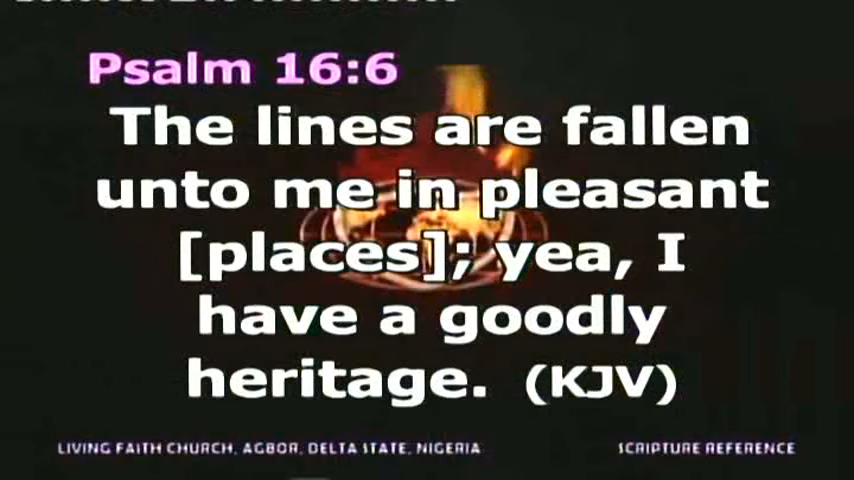 Psalm 16:6
The lines are fallen
unto me in pleasant
[places]; yea, I
have a goodly
heritage. (KJV)
LIVING FAITH CHURCH, AGBOR, DELTA STATE, NIGERIA
SCRIPTURE REFERENCE